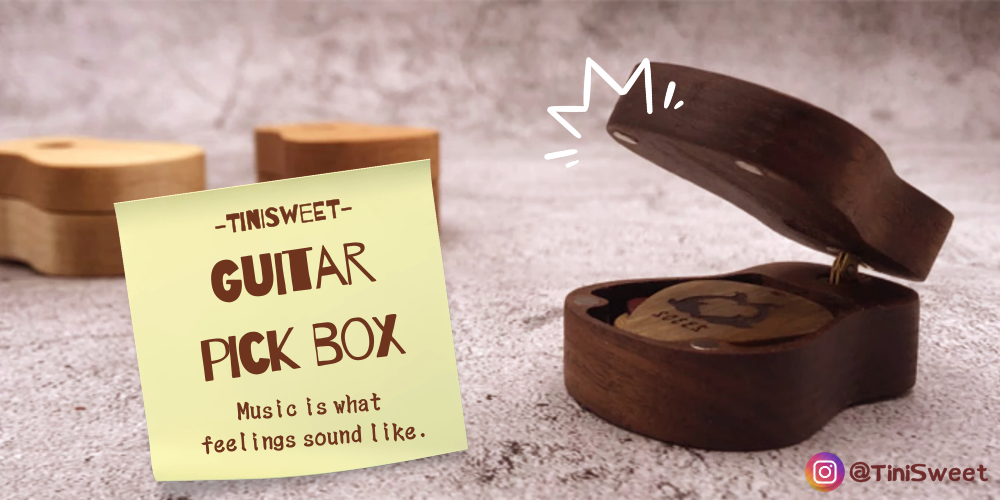 -TINISWEET-
GUITAR
PICK BOX
Music is what
feelings sound like.
@TiniSweet